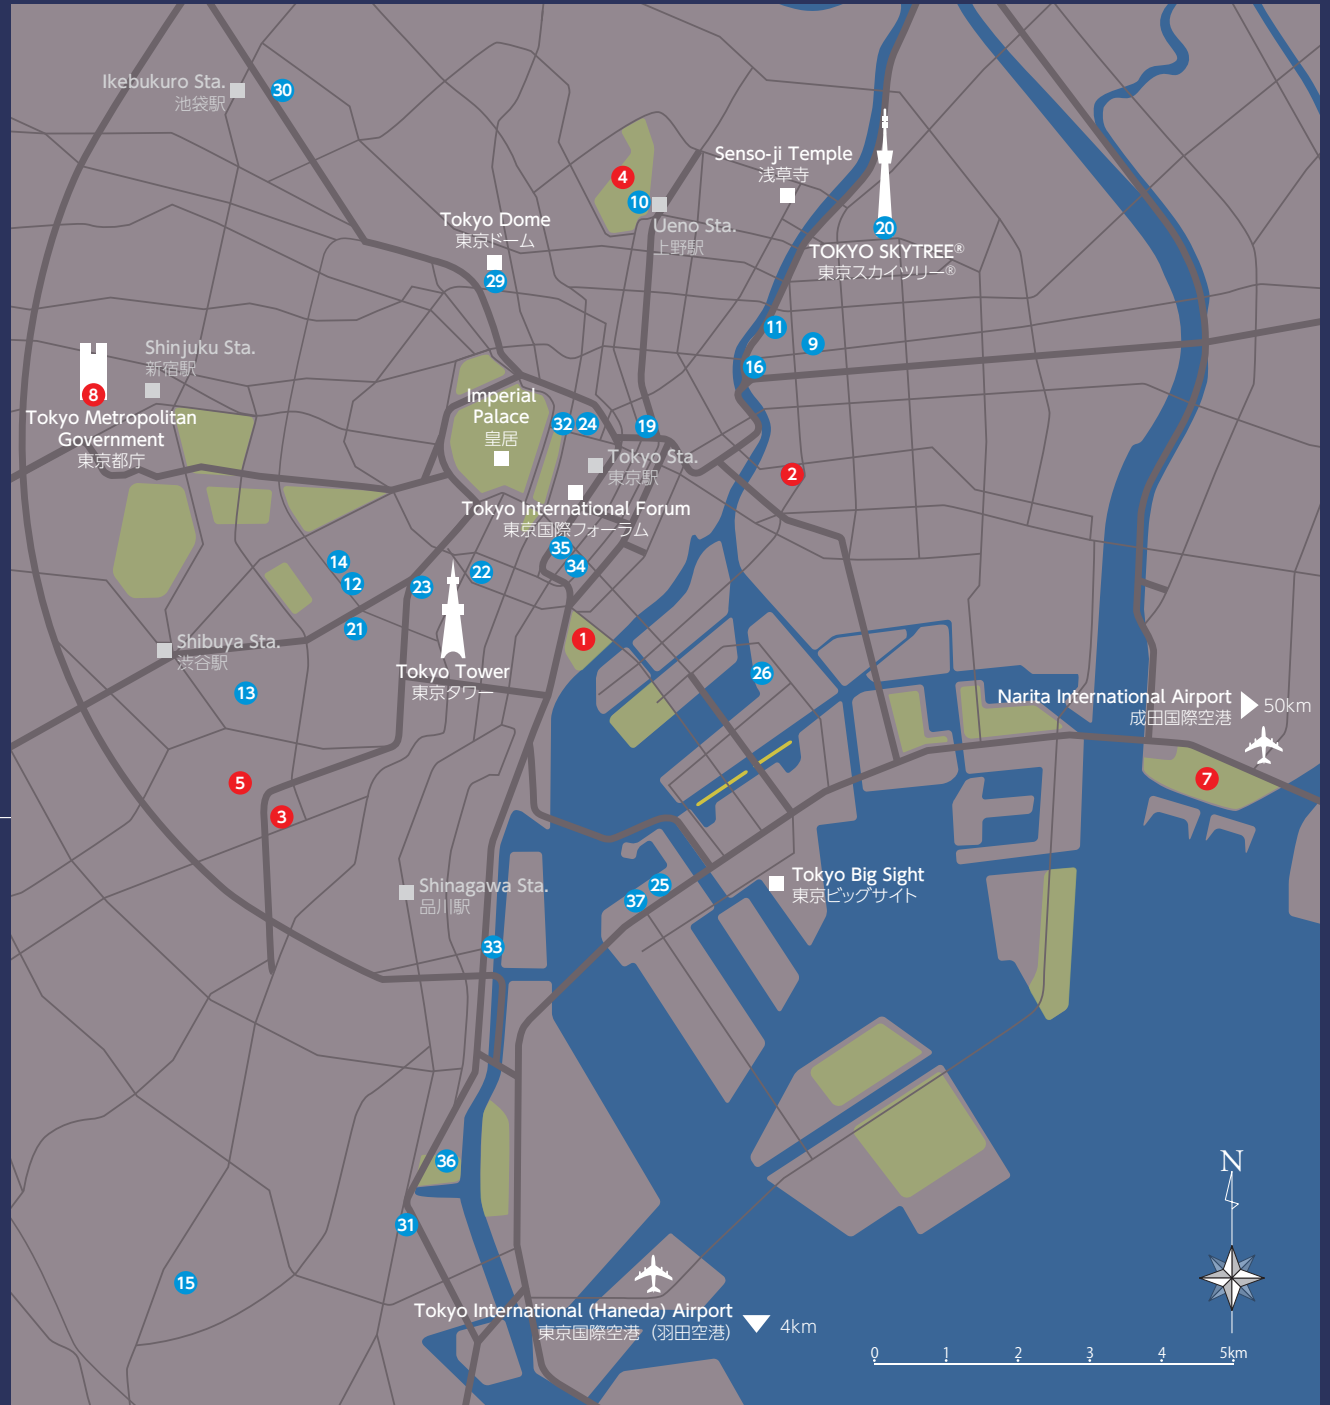 Ikebukuro Sta.
池袋駅
30
4
10
Ueno Sta.
上野駅
Senso-ji Temple
浅草寺
20
TOKYO SKYTREE®
東京スカイツリー®
Tokyo Dome
東京ドーム
29
11
9
16
Shinjuku Sta.
新宿駅
8
Tokyo Metropolitan
Government
東京都庁
Imperial
Palace
皇居
32
24
19
Tokyo Sta.
東京駅
2
Tokyo International Forum
東京国際フォーラム
35
34
14
12
23
22
21
1
Shibuya Sta.
渋谷駅
Tokyo Tower
東京タワー
13
26
Narita International Airport
成田国際空港
50km
7
5
3
Shinagawa Sta.
品川駅
25
37
Tokyo Big Sight
東京ビッグサイト
33
36
31
15
N
Tokyo International (Haneda) Airport
東京国際空港（羽田空港）
4km
0 1 2 3 4 5km